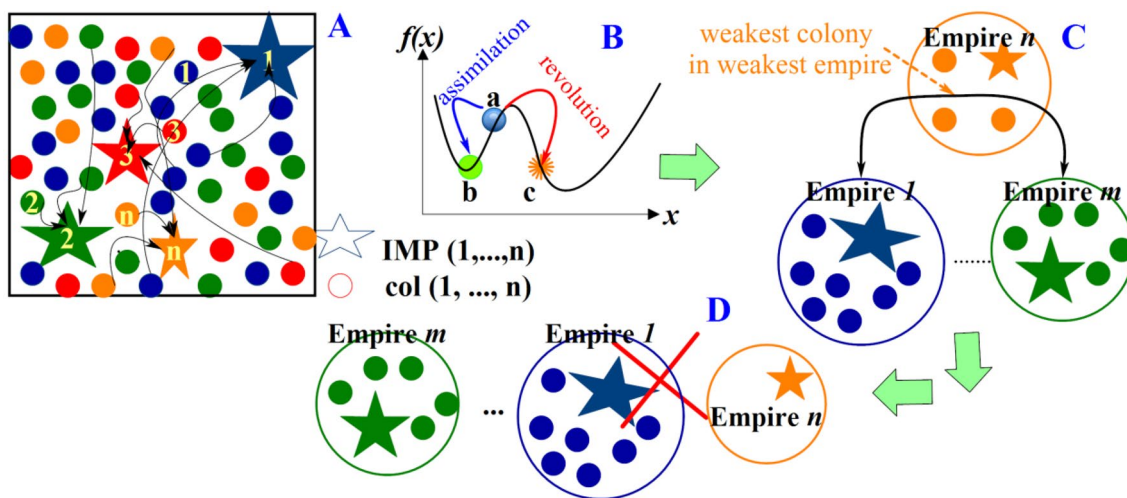 A
1
1
3
3
2
2
n
n
IMP (1,...,n)
col (1, ..., n)
B
f(x)
assimilation
revolution
a
b
c
x
C
weakest colony
in weakest empire
Empire n
Empire 1
Empire m
........
D
Empire m
...
Empire 1
Empire n